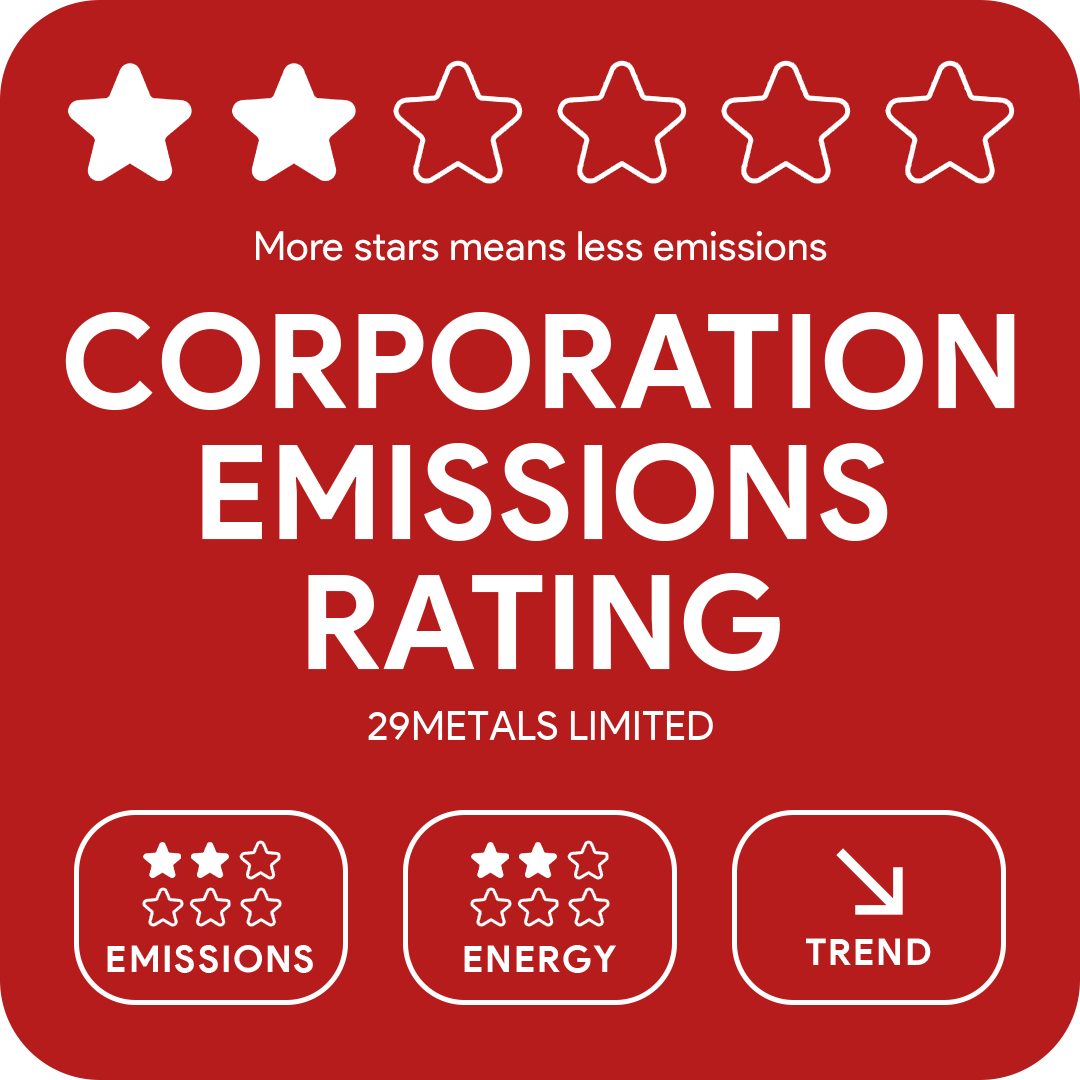 More stars means less emissions
CORPORATION
EMISSIONS
RATING
29METALS LIMITED
EMISSIONS
ENERGY
TREND